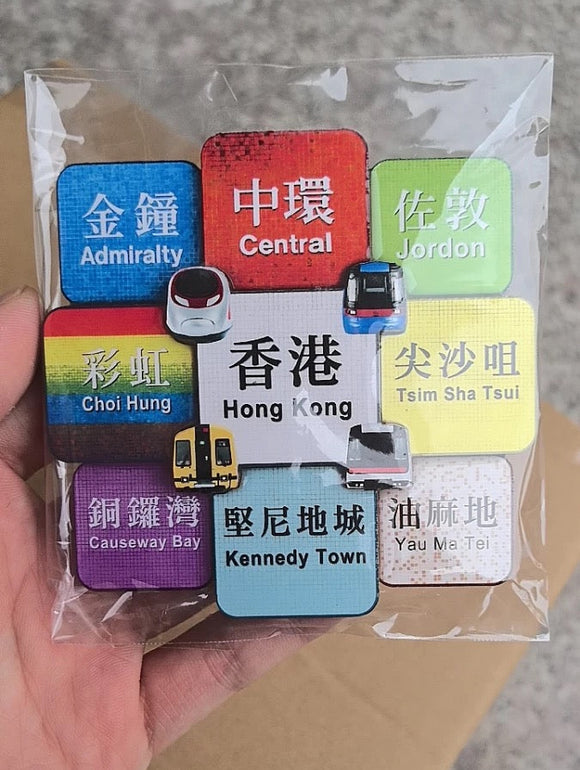 金鐘
Admiralty
中環
Central
佐敦
Jordon
彩虹
Choi Hung
香港
Hong Kong
尖沙咀
Tsim Sha Tsui
銅鑼灣
Causeway Bay
堅尼地城
Kennedy Town
油麻地
Yau Ma Tei